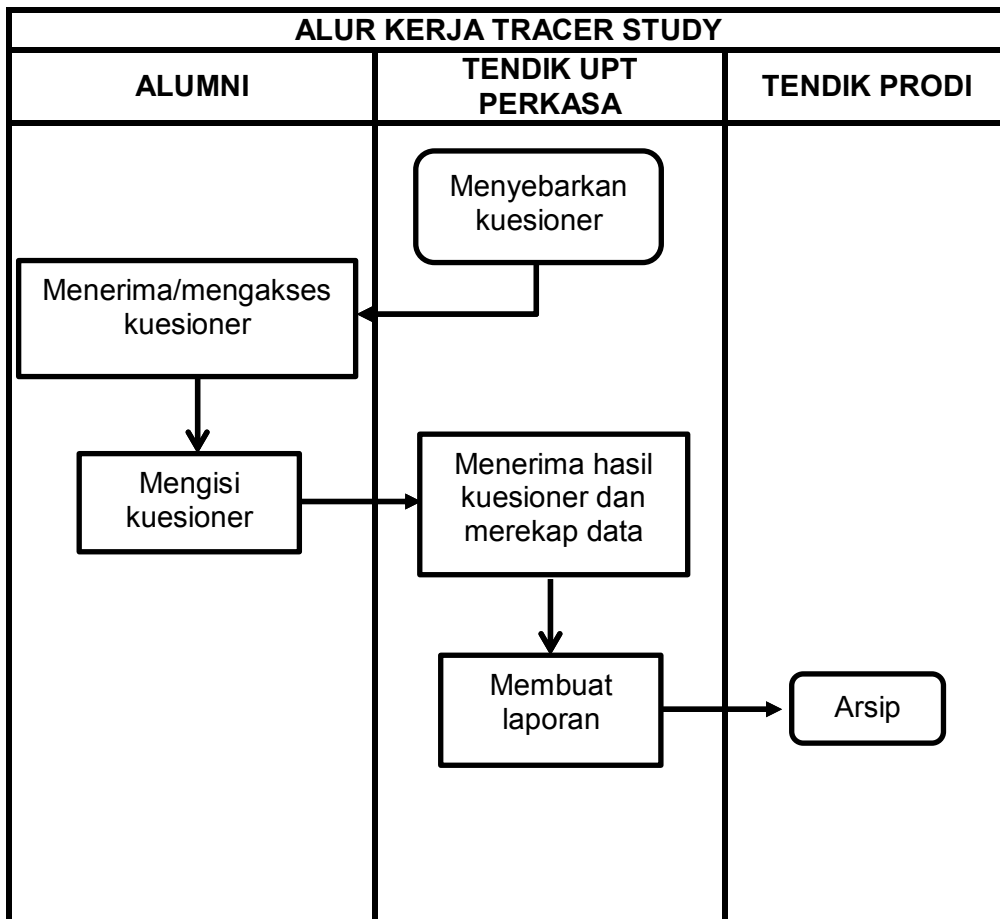 ALUR KERJA TRACER STUDY
ALUMNI
TENDIK UPT
PERKASA
TENDIK PRODI
Menyebarkan
kuesioner
Menerima/mengakses
kuesioner
Mengisi
kuesioner
Menerima hasil
kuesioner dan
merekap data
Membuat
laporan
Arsip